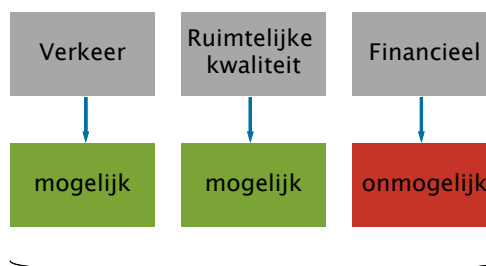 Verkeer
Ruimtelijke
kwaliteit
Financieel
mogelijk
mogelijk
onmogelijk